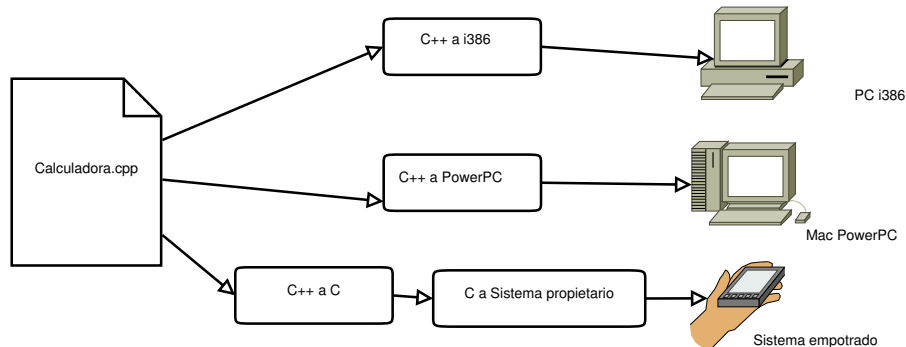 C++ a i386
PC i386
Calculadora.cpp
C++ a PowerPC
Mac PowerPC
C++ a C
C a Sistema propietario
Sistema empotrado